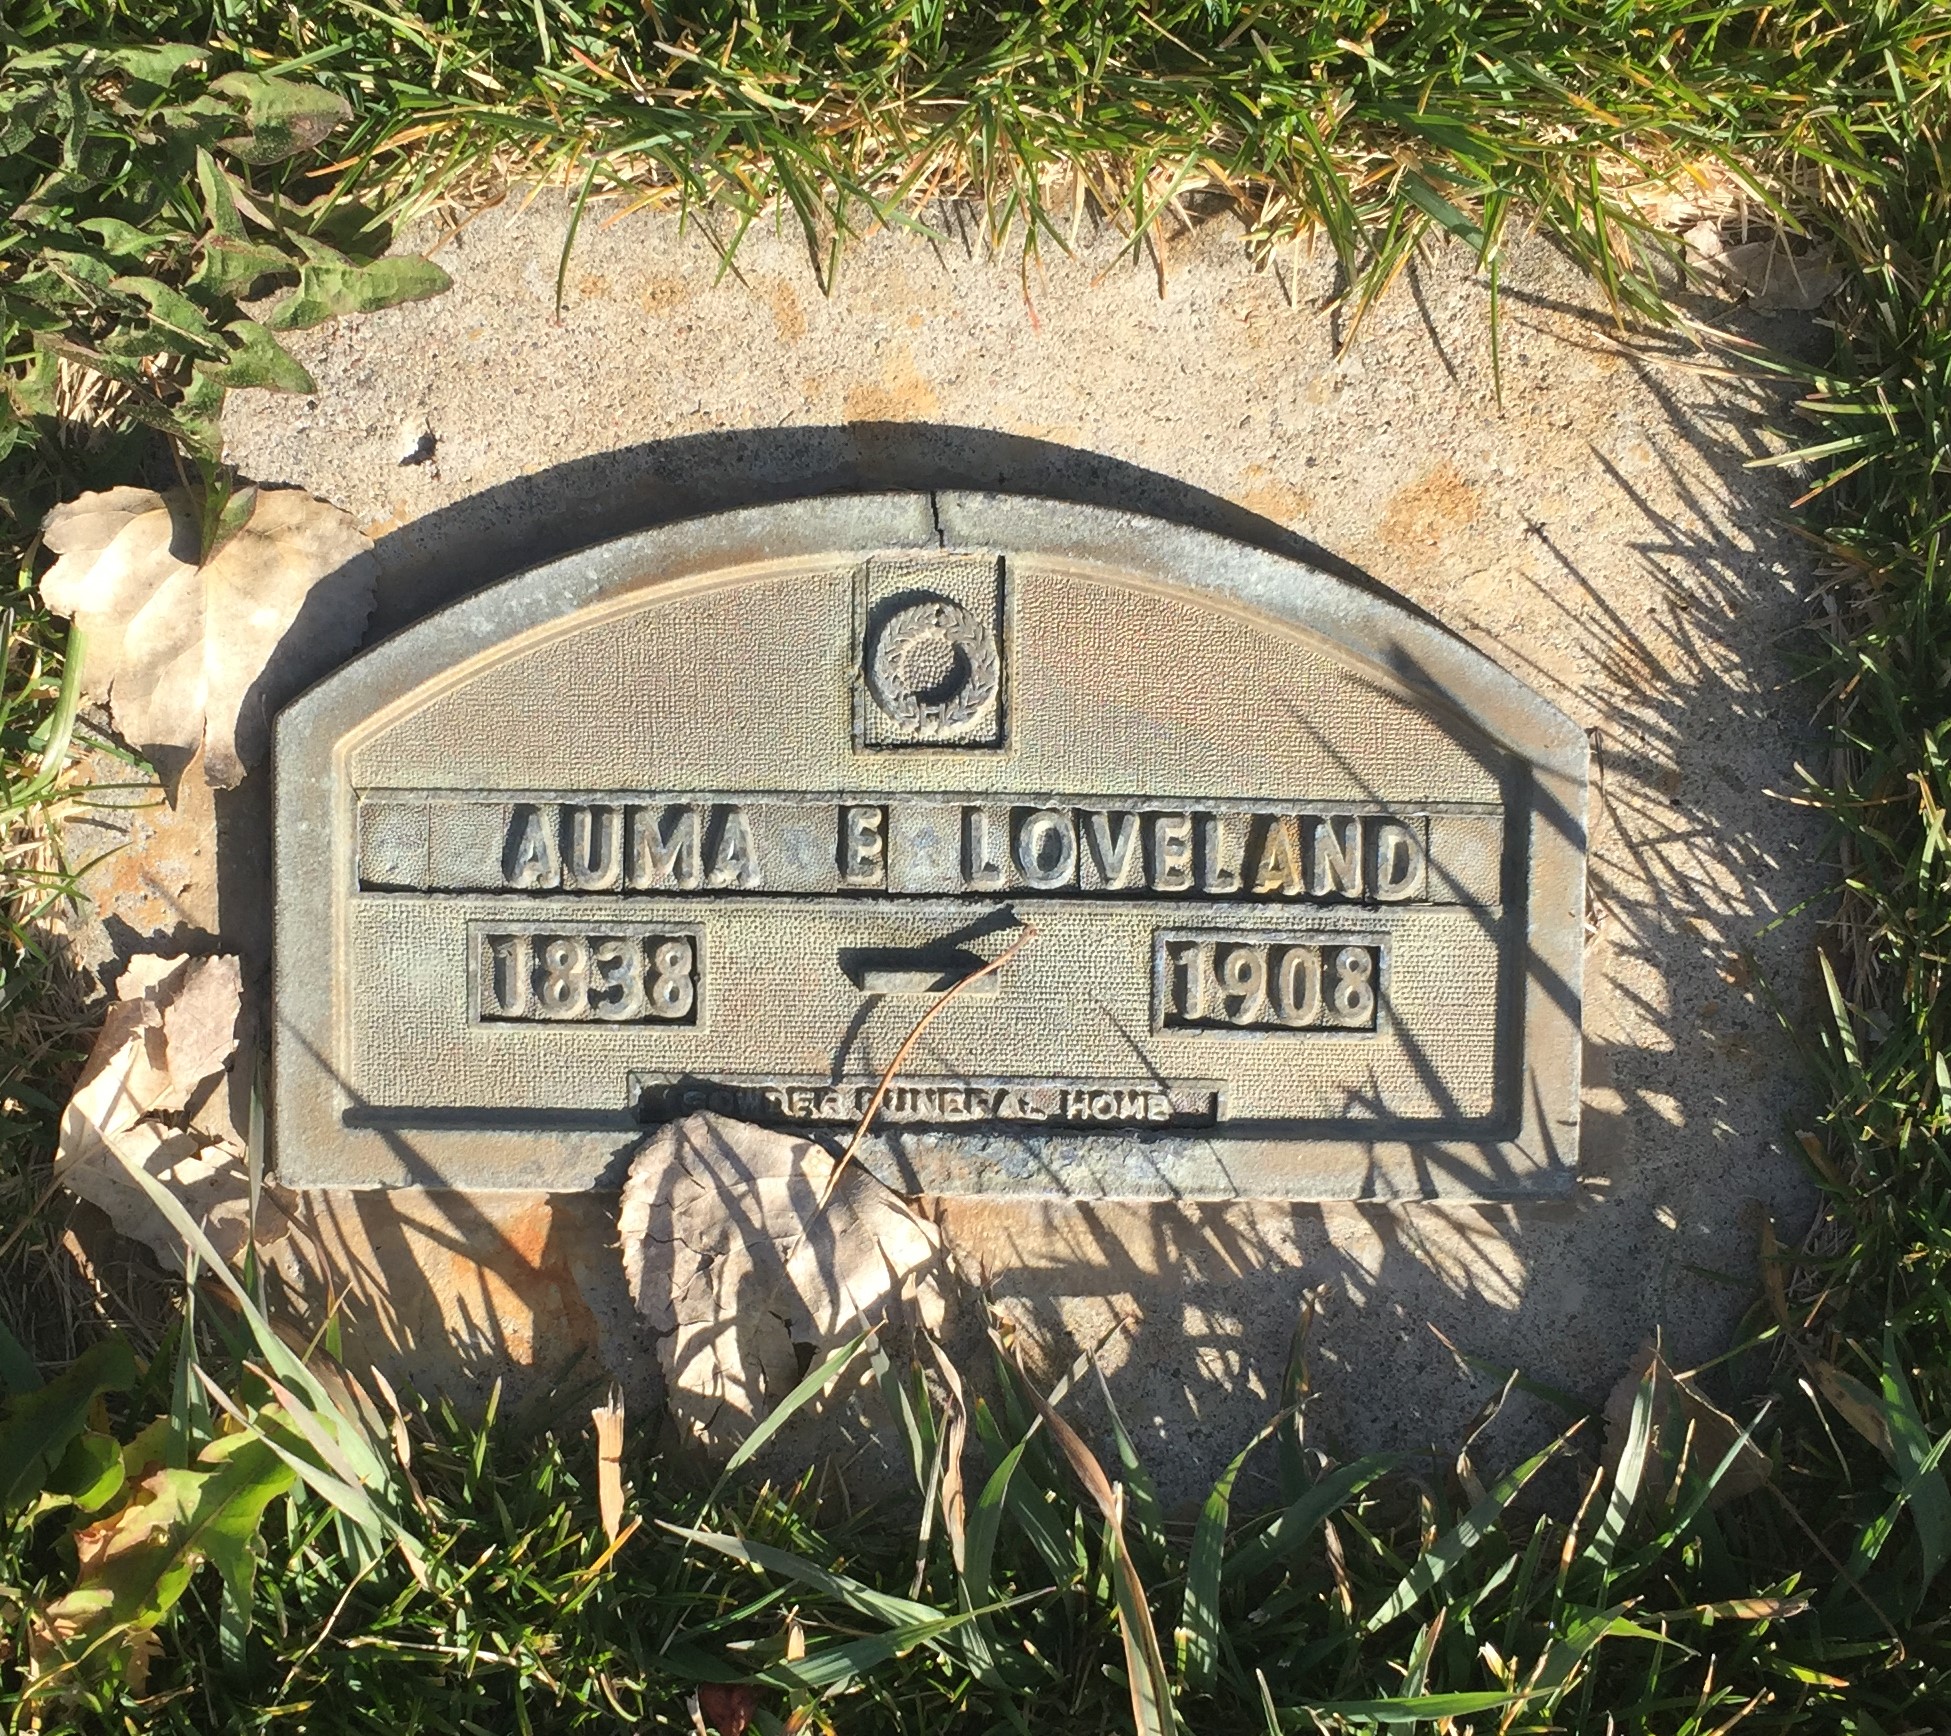 AUMA E LOVELAND
1838 — 1908
FUNERAL HOME